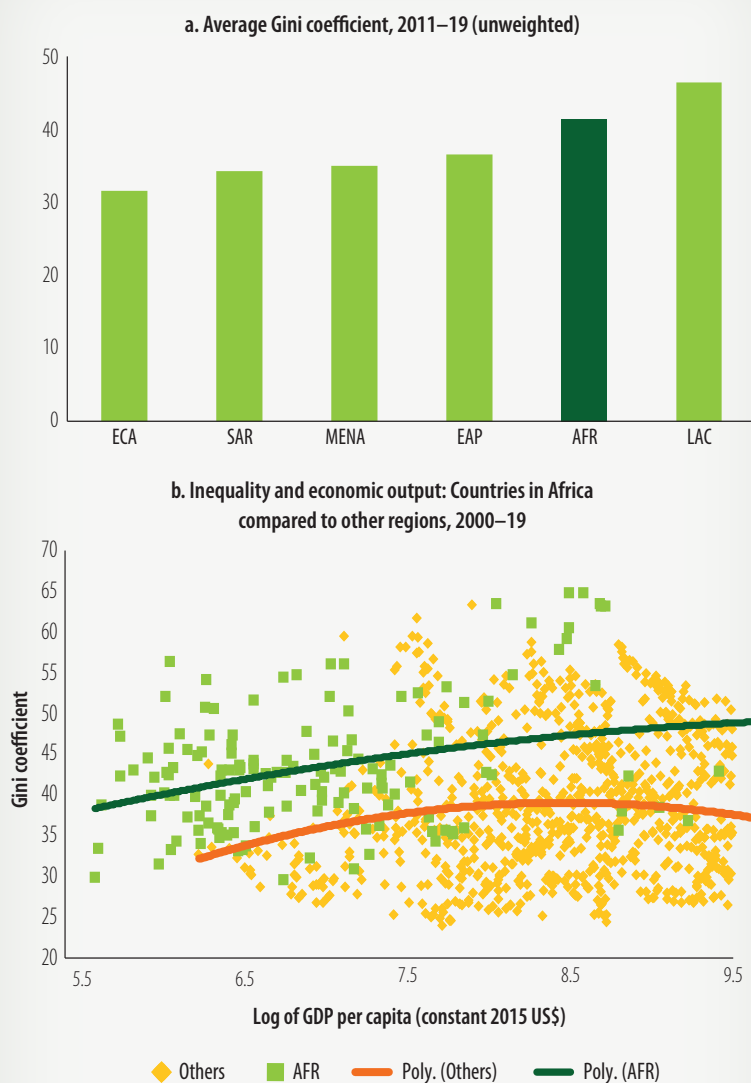 a. Average Gini coefficient, 2011–19 (unweighted)
50
40
30
20
10
0
ECA SAR MENA EAP AFR LAC
b. Inequality and economic output: Countries in Africa
compared to other regions, 2000–19
70
65
60
55
50
45
40
35
30
25
20
Gini coefficient
5.5 6.5 7.5 8.5 9.5
Log of GDP per capita (constant 2015 US$)
Others AFR Poly. (Others) Poly. (AFR)